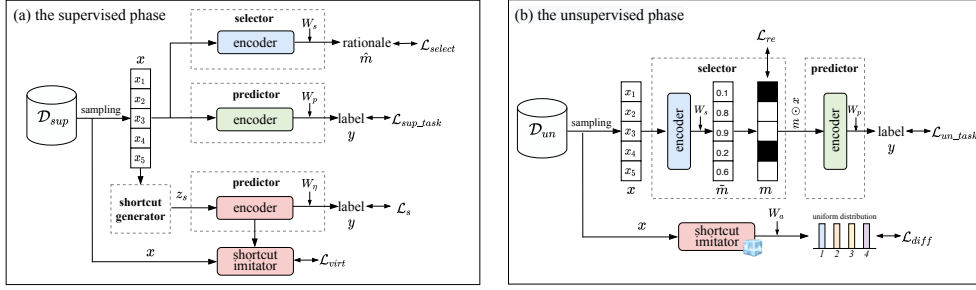 (a) the supervised phase
selector
W_s
encoder
rationale
m̂
ℒ_select
x
x_1
x_2
x_3
x_4
x_5
𝒟_sup
sampling
predictor
W_p
encoder
label
y
ℒ_sup_task
shortcut
generator
z_s
predictor
W_η
encoder
label
y
ℒ_s
x
shortcut
imitator
ℒ_virt
(b) the unsupervised phase
ℒ_re
selector
predictor
𝒟_un
sampling
x_1
x_2
x_3
x_4
x_5
x
encoder
W_s
0.1
0.8
0.9
0.2
0.6
m̃
m
m ⊙ x
encoder
W_p
label
y
ℒ_un_task
x
shortcut
imitator
W_a
uniform distribution
1 2 3 4
ℒ_diff